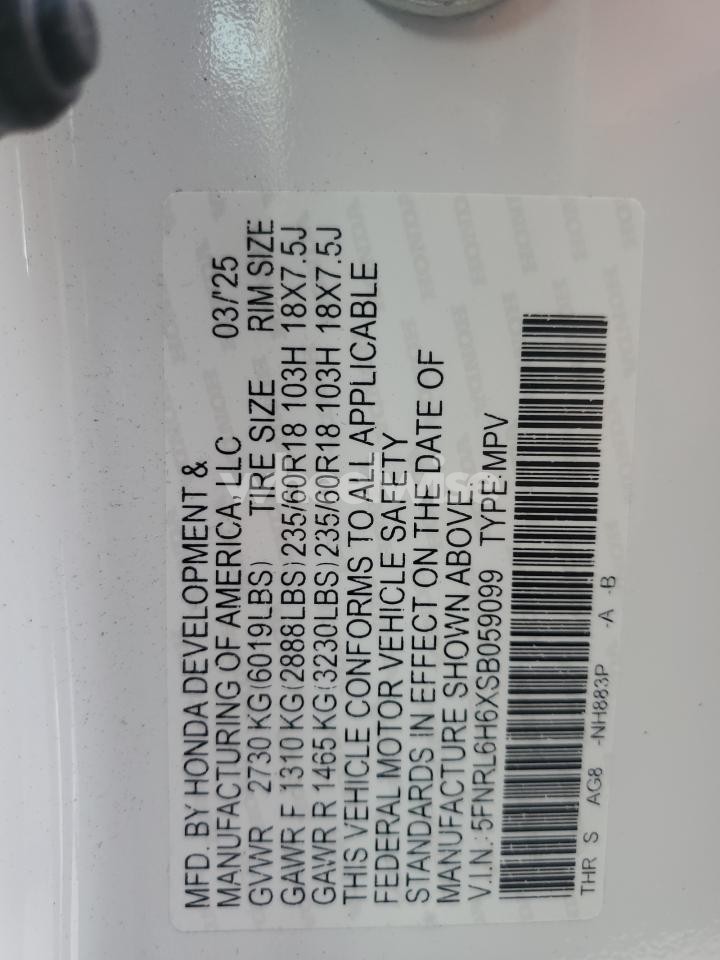 MFD. BY HONDA DEVELOPMENT &
MANUFACTURING OF AMERICA, LLC 03/'25
GVWR 2730 KG(6019LBS) TIRE SIZE RIM SIZE
GAWR F 1310 KG(2888LBS)235/60R18 103H 18X7.5J
GAWR R 1465 KG(3230LBS)235/60R18 103H 18X7.5J
THIS VEHICLE CONFORMS TO ALL APPLICABLE
FEDERAL MOTOR VEHICLE SAFETY
STANDARDS IN EFFECT ON THE DATE OF
MANUFACTURE SHOWN ABOVE.
V.I.N.: 5FNRL6H6XSB059099 TYPE:MPV
THR S AG8 -NH883P -A -B